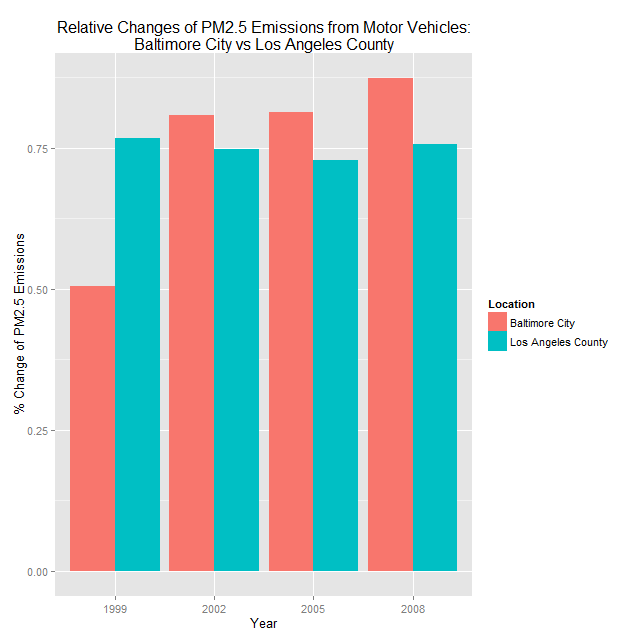 Relative Changes of PM2.5 Emissions from Motor Vehicles:
Baltimore City vs Los Angeles County
% Change of PM2.5 Emissions
0.75
0.50
0.25
0.00
1999 2002 2005 2008
Year
Location
Baltimore City
Los Angeles County